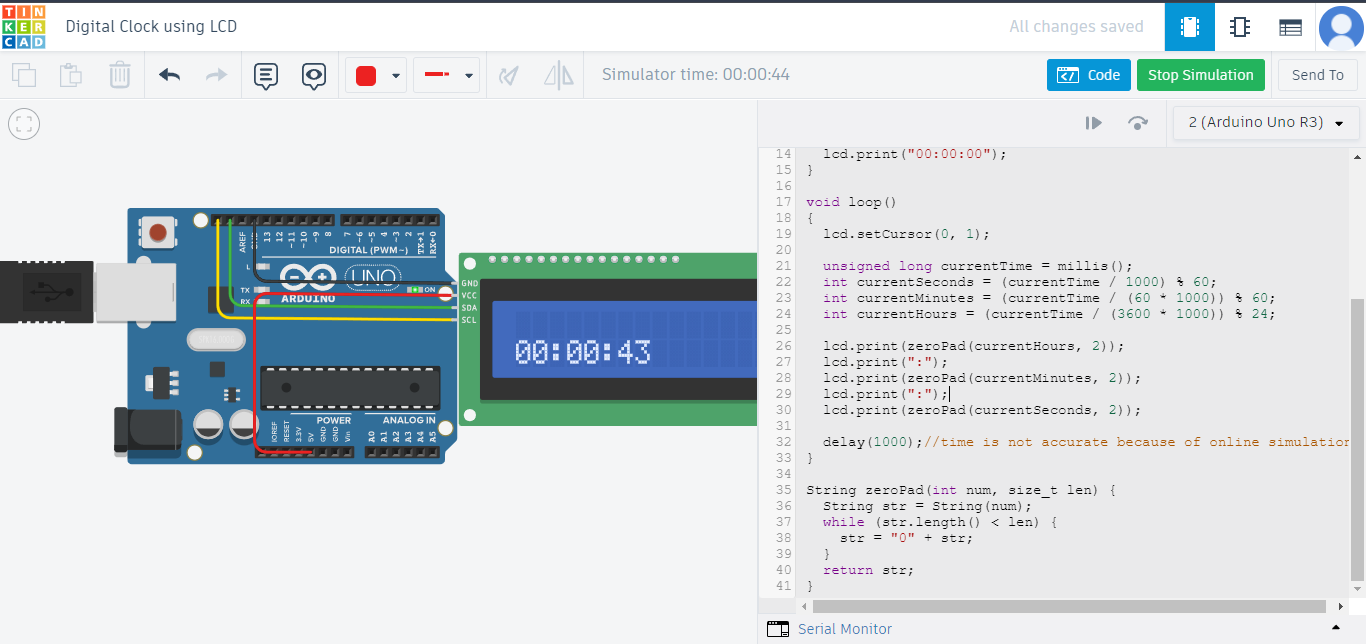 TIN
KER
CAD
Digital Clock using LCD
All changes saved
Simulator time: 00:00:44
Code
Stop Simulation
Send To
2 (Arduino Uno R3)
AREF
GND
13
12
~11
~10
~9
8
7
~6
~5
4
~3
2
TX→1
RX←0
DIGITAL (PWM ~)
L
TX
RX
UNO
ARDUINO
ON
IOREF
RESET
3.3V
5V
GND
GND
Vin
POWER
ANALOG IN
A0
A1
A2
A3
A4
A5
GND
VCC
SDA
SCL
00:00:43
14 lcd.print("00:00:00");
15 }
16
17 void loop()
18 {
19 lcd.setCursor(0, 1);
20
21 unsigned long currentTime = millis();
22 int currentSeconds = (currentTime / 1000) % 60;
23 int currentMinutes = (currentTime / (60 * 1000)) % 60;
24 int currentHours = (currentTime / (3600 * 1000)) % 24;
25
26 lcd.print(zeroPad(currentHours, 2));
27 lcd.print(":");
28 lcd.print(zeroPad(currentMinutes, 2));
29 lcd.print(":");
30 lcd.print(zeroPad(currentSeconds, 2));
31
32 delay(1000);//time is not accurate because of online simulation
33 }
34
35 String zeroPad(int num, size_t len) {
36 String str = String(num);
37 while (str.length() < len) {
38 str = "0" + str;
39 }
40 return str;
41 }
Serial Monitor